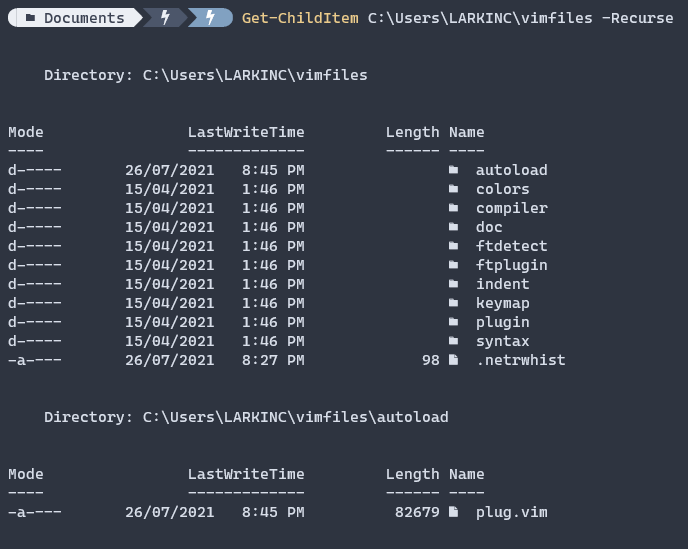 Documents Get-ChildItem C:\Users\LARKINC\vimfiles -Recurse
Directory: C:\Users\LARKINC\vimfiles
Mode LastWriteTime Length Name
---- ------------- ------ ----
d----- 26/07/2021 8:45 PM autoload
d----- 15/04/2021 1:46 PM colors
d----- 15/04/2021 1:46 PM compiler
d----- 15/04/2021 1:46 PM doc
d----- 15/04/2021 1:46 PM ftdetect
d----- 15/04/2021 1:46 PM ftplugin
d----- 15/04/2021 1:46 PM indent
d----- 15/04/2021 1:46 PM keymap
d----- 15/04/2021 1:46 PM plugin
d----- 15/04/2021 1:46 PM syntax
-a---- 26/07/2021 8:27 PM 98 .netrwhist
Directory: C:\Users\LARKINC\vimfiles\autoload
Mode LastWriteTime Length Name
---- ------------- ------ ----
-a---- 26/07/2021 8:45 PM 82679 plug.vim